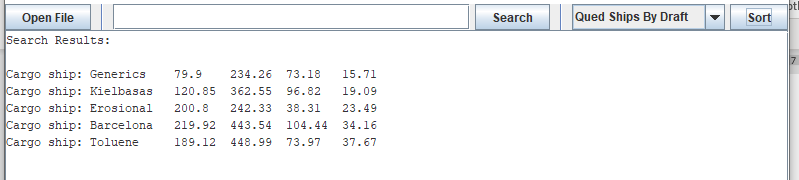 Open File Search Qued Ships By Draft Sort
Search Results:
Cargo ship: Generics 79.9 234.26 73.18 15.71
Cargo ship: Kielbasas 120.85 362.55 96.82 19.09
Cargo ship: Erosional 200.8 242.33 38.31 23.49
Cargo ship: Barcelona 219.92 443.54 104.44 34.16
Cargo ship: Toluene 189.12 448.99 73.97 37.67